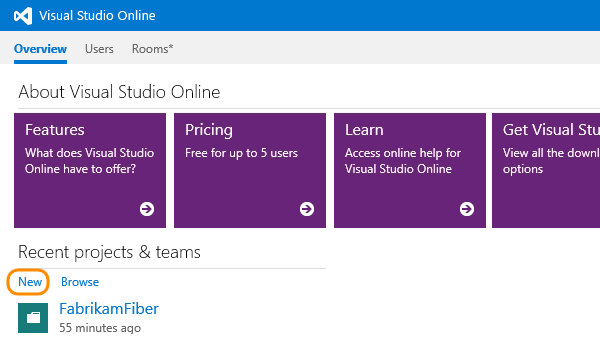 Visual Studio Online
Overview Users Rooms*
About Visual Studio Online
Features
What does Visual Studio
Online have to offer?
Pricing
Free for up to 5 users
Learn
Access online help for
Visual Studio Online
Get Visual Stu
View all the downl
options
Recent projects & teams
New Browse
FabrikamFiber
55 minutes ago